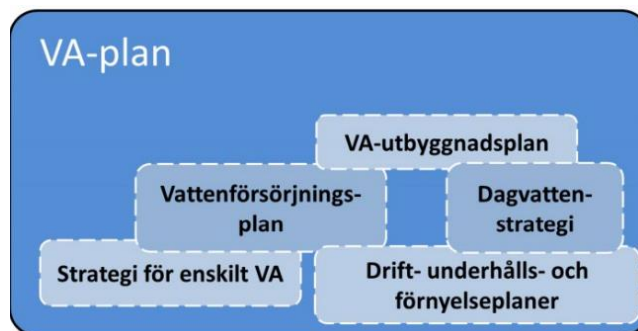 VA-plan
VA-utbyggnadsplan
Vattenförsörjnings-
plan
Dagvatten-
strategi
Strategi för enskilt VA
Drift- underhålls- och
förnyelseplaner